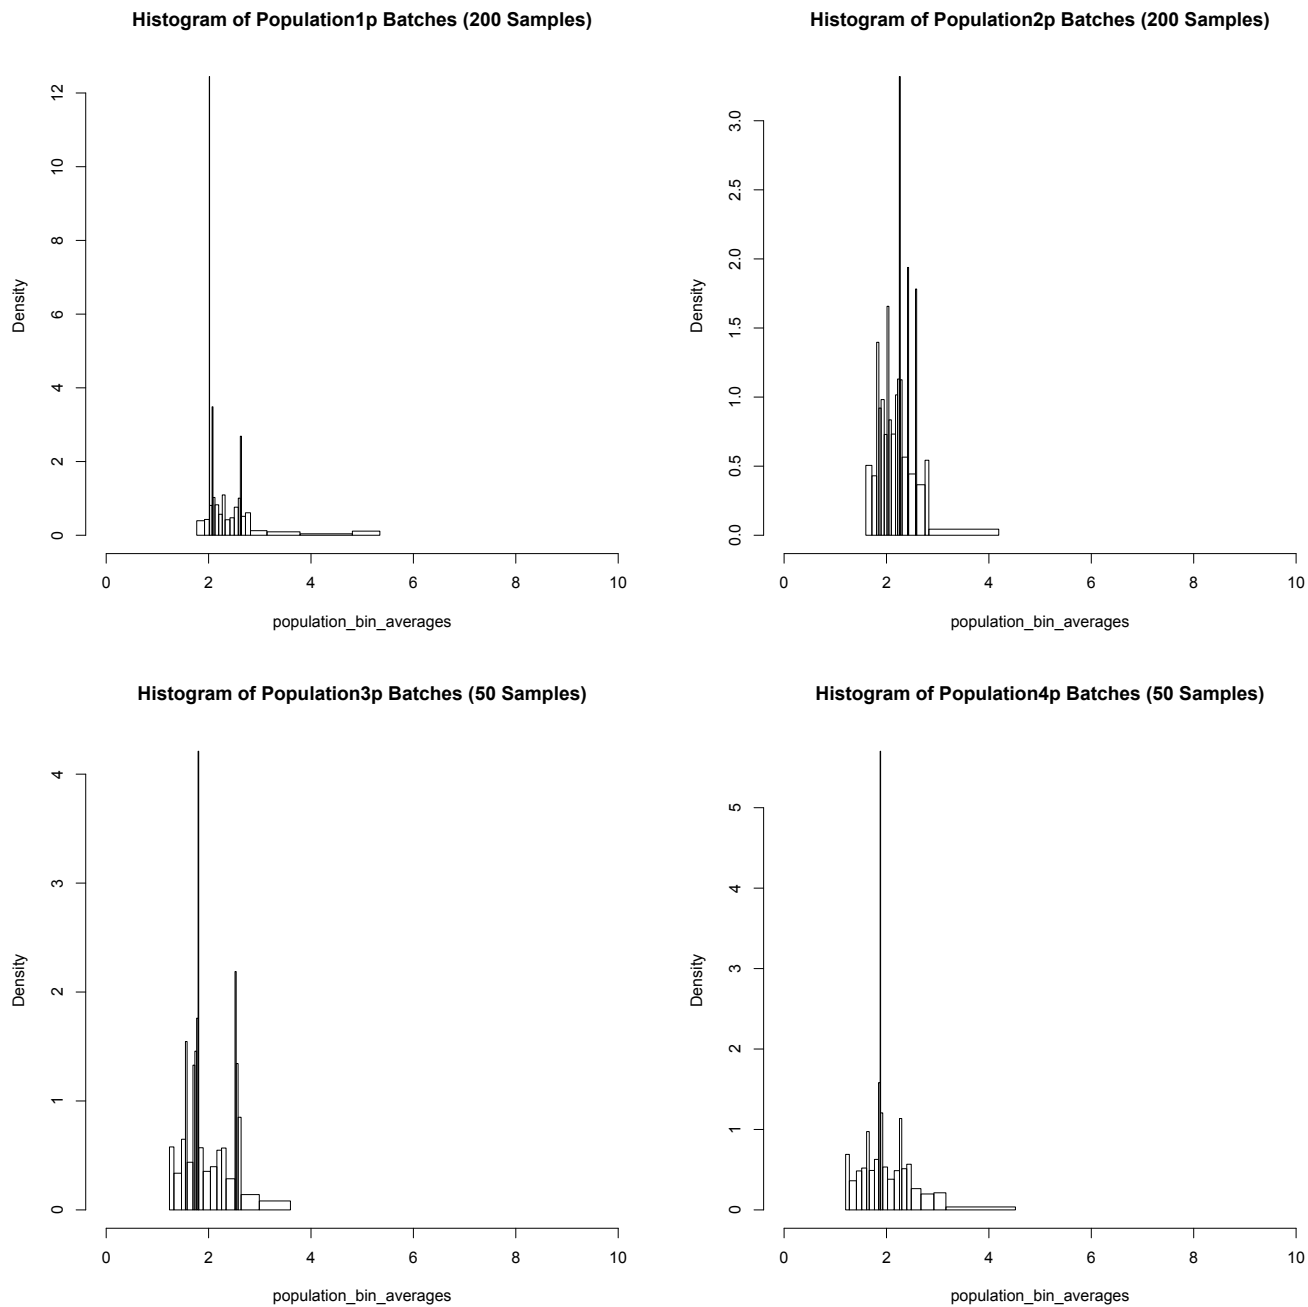 Histogram of Population1p Batches (200 Samples)
Density
0 2 4 6 8 10 12
0 2 4 6 8 10
population_bin_averages
Histogram of Population2p Batches (200 Samples)
Density
0.0 0.5 1.0 1.5 2.0 2.5 3.0
0 2 4 6 8 10
population_bin_averages
Histogram of Population3p Batches (50 Samples)
Density
0 1 2 3 4
0 2 4 6 8 10
population_bin_averages
Histogram of Population4p Batches (50 Samples)
Density
0 1 2 3 4 5
0 2 4 6 8 10
population_bin_averages